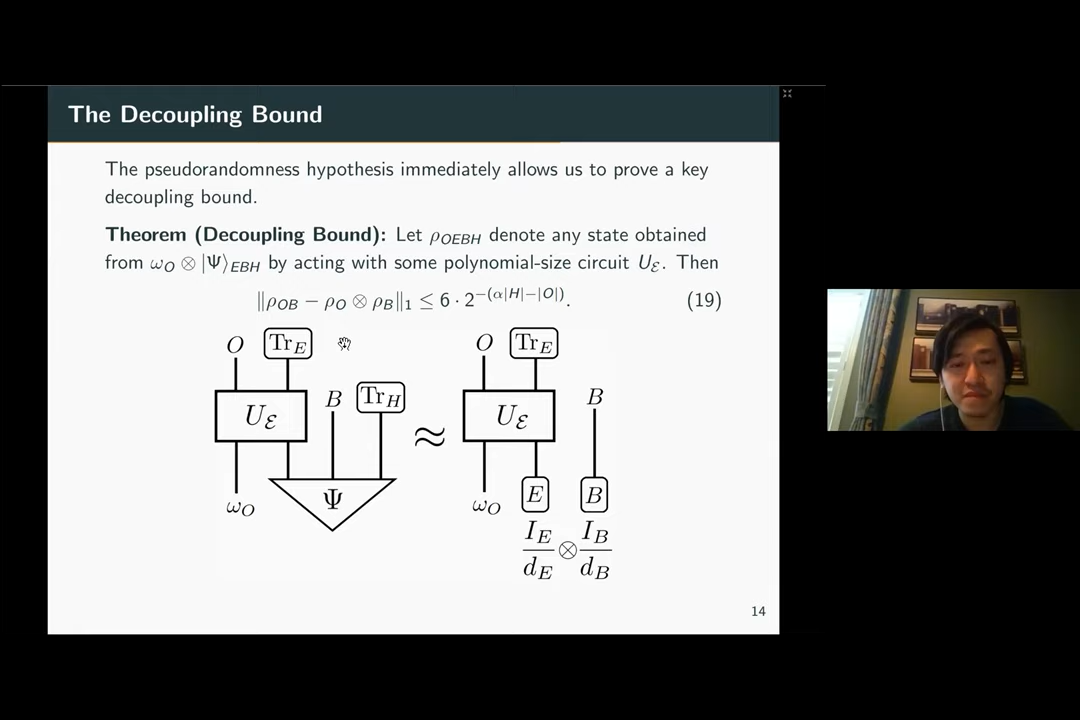 The Decoupling Bound
The pseudorandomness hypothesis immediately allows us to prove a key
decoupling bound.
Theorem (Decoupling Bound): Let ρ_{OEBH} denote any state obtained
from ω_O ⊗ |Ψ⟩_{EBH} by acting with some polynomial-size circuit U_ℰ. Then
‖ρ_{OB} − ρ_O ⊗ ρ_B‖_1 ≤ 6 · 2^{−(α|H|−|O|)}. (19)
O Tr_E O Tr_E
B Tr_H B
U_ℰ ≈ U_ℰ
ω_O Ψ ω_O E B
I_E/d_E ⊗ I_B/d_B
14